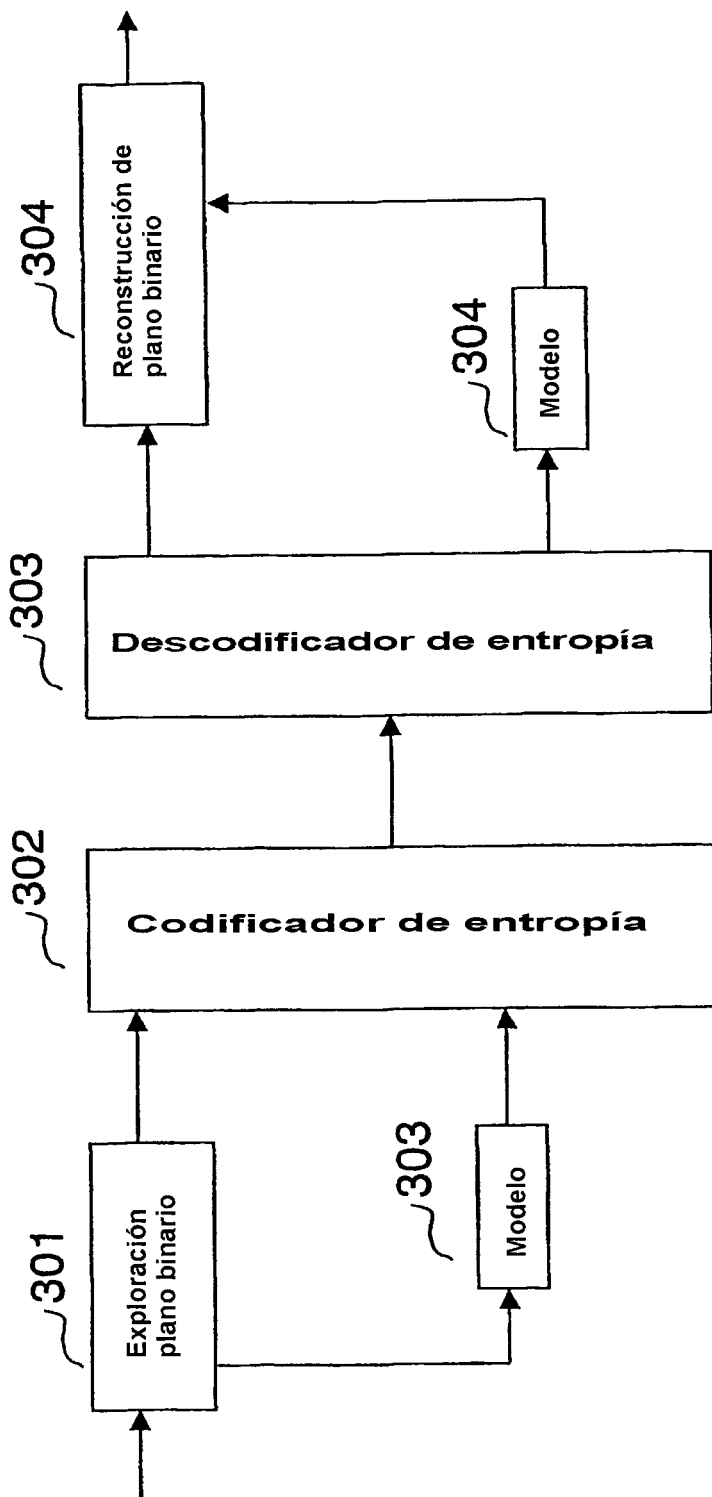 301
Exploración
plano binario
303
Modelo
302
Codificador de entropía
303
Descodificador de entropía
304
Reconstrucción de
plano binario
304
Modelo